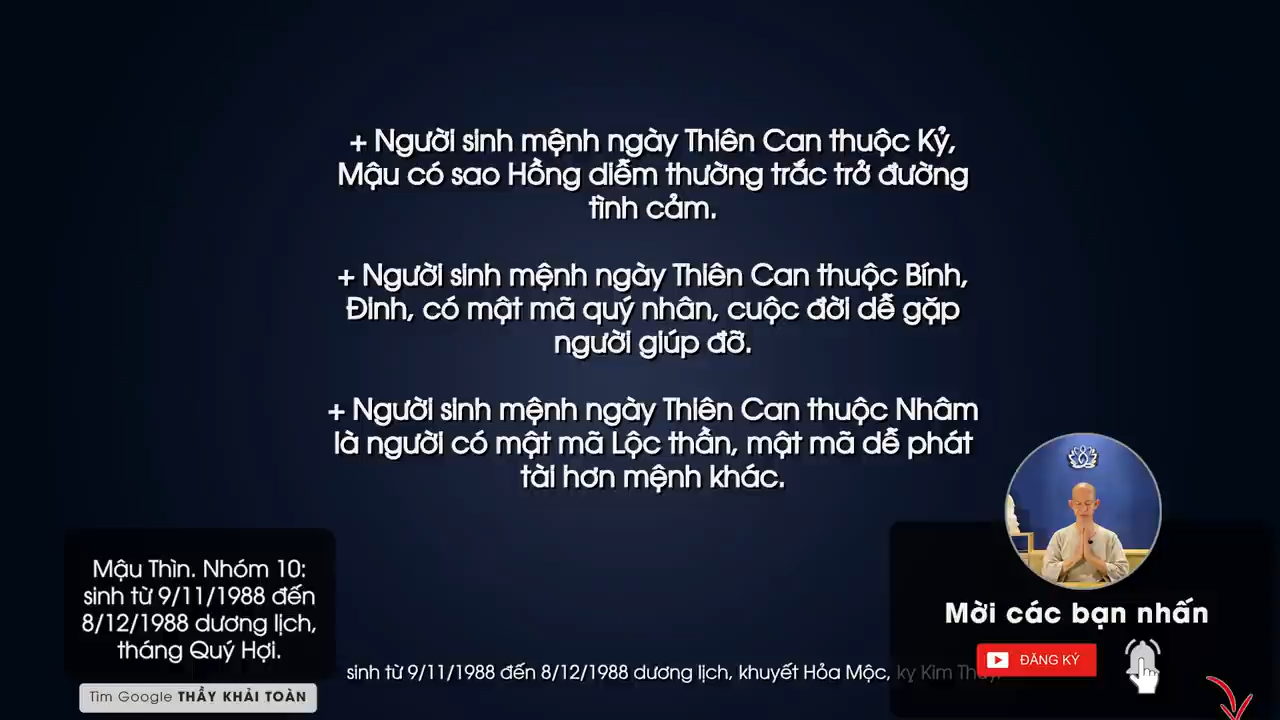 + Người sinh mệnh ngày Thiên Can thuộc Kỷ,
Mậu có sao Hồng diễm thường trắc trở đường
tình cảm.
+ Người sinh mệnh ngày Thiên Can thuộc Bính,
Đinh, có mật mã quý nhân, cuộc đời dễ gặp
người giúp đỡ.
+ Người sinh mệnh ngày Thiên Can thuộc Nhâm
là người có mật mã Lộc thần, mật mã dễ phát
tài hơn mệnh khác.
Mậu Thìn. Nhóm 10:
sinh từ 9/11/1988 đến
8/12/1988 dương lịch,
tháng Quý Hợi.
Tìm Google THẦY KHẢI TOÀN
sinh từ 9/11/1988 đến 8/12/1988 dương lịch, khuyết Hỏa Mộc, kỵ Kim Thủy.
Mời các bạn nhấn
ĐĂNG KÝ